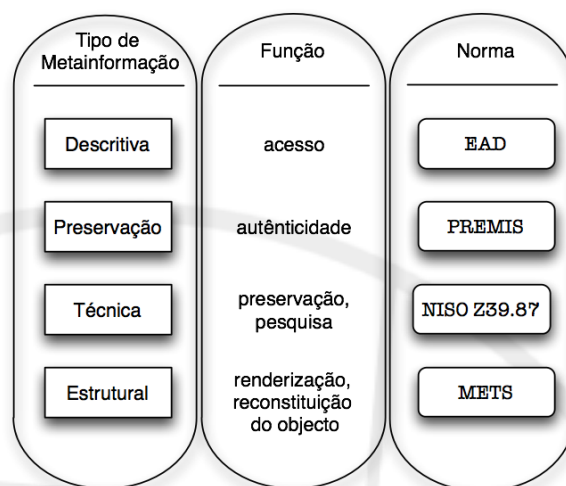 Tipo de
Metainformação
Função
Norma
Descritiva
acesso
EAD
Preservação
autênticidade
PREMIS
Técnica
preservação,
pesquisa
NISO Z39.87
Estrutural
renderização,
reconstituição
do objecto
METS